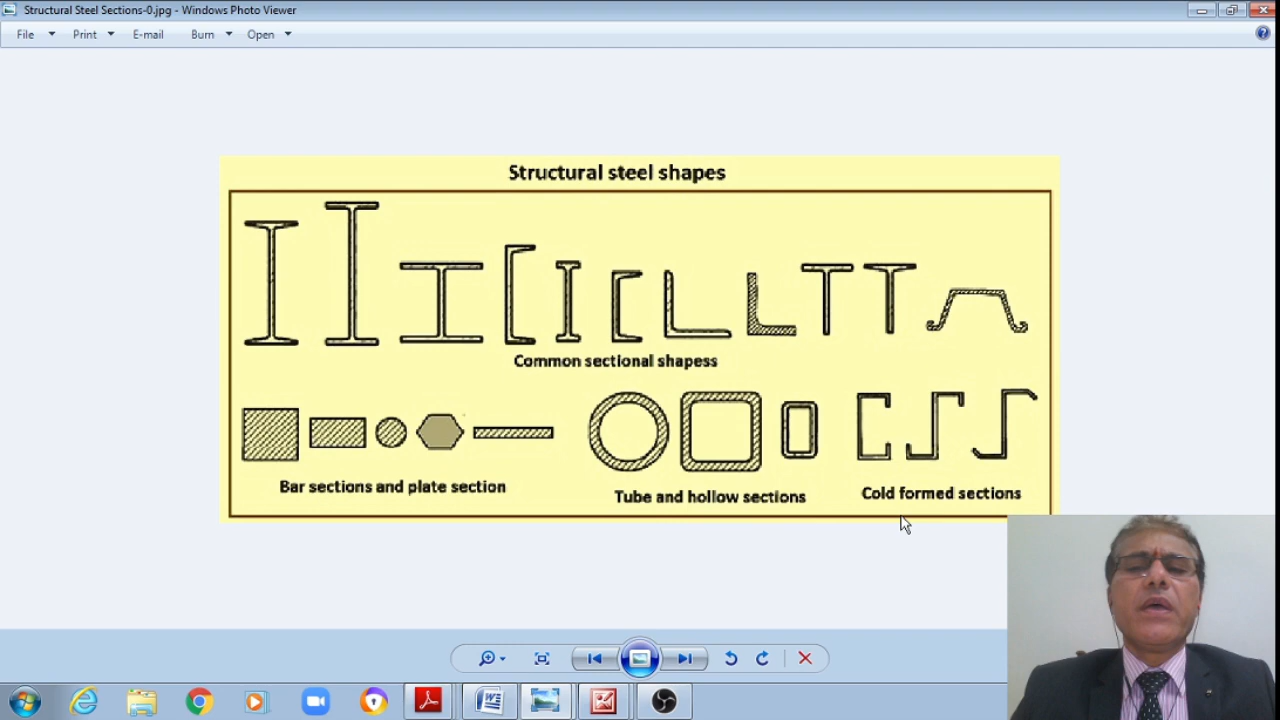 Structural Steel Sections-0.jpg - Windows Photo Viewer
File Print E-mail Burn Open
Structural steel shapes
Common sectional shapess
Bar sections and plate section
Tube and hollow sections
Cold formed sections